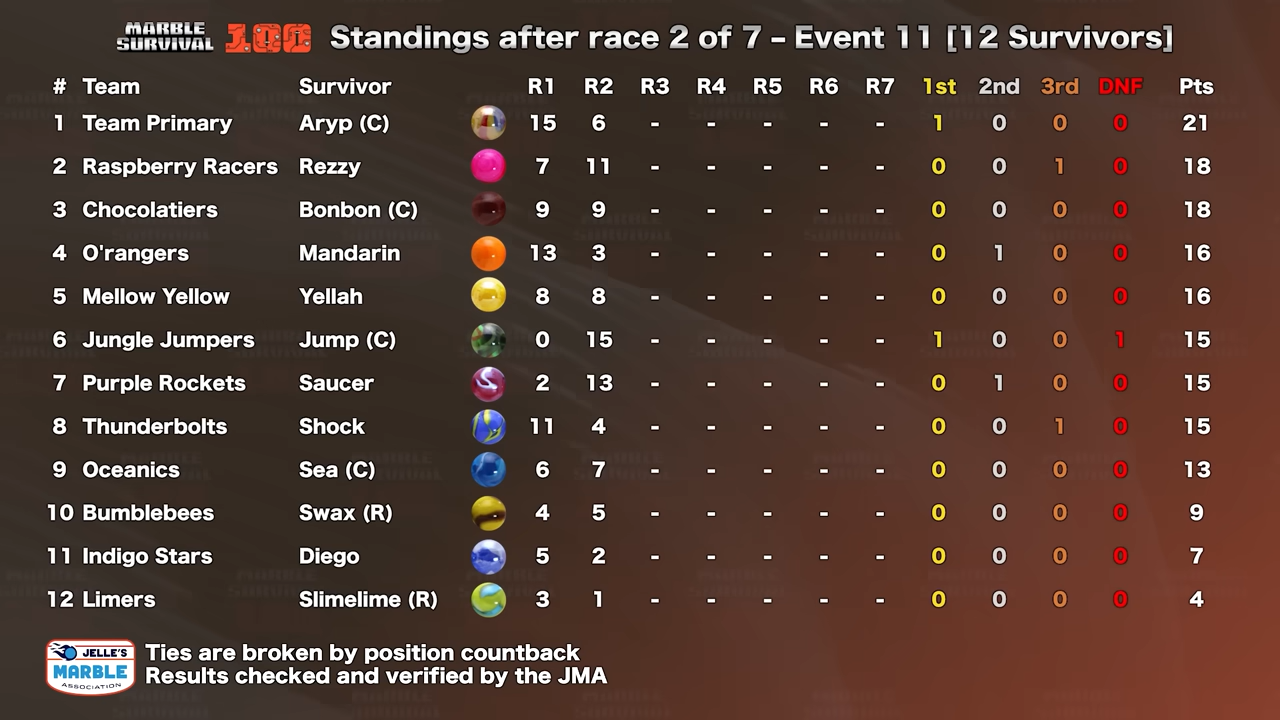 MARBLE SURVIVAL 100 Standings after race 2 of 7 – Event 11 [12 Survivors]
# Team Survivor R1 R2 R3 R4 R5 R6 R7 1st 2nd 3rd DNF Pts
1 Team Primary Aryp (C) 15 6 - - - - - 1 0 0 0 21
2 Raspberry Racers Rezzy 7 11 - - - - - 0 0 1 0 18
3 Chocolatiers Bonbon (C) 9 9 - - - - - 0 0 0 0 18
4 O'rangers Mandarin 13 3 - - - - - 0 1 0 0 16
5 Mellow Yellow Yellah 8 8 - - - - - 0 0 0 0 16
6 Jungle Jumpers Jump (C) 0 15 - - - - - 1 0 0 1 15
7 Purple Rockets Saucer 2 13 - - - - - 0 1 0 0 15
8 Thunderbolts Shock 11 4 - - - - - 0 0 1 0 15
9 Oceanics Sea (C) 6 7 - - - - - 0 0 0 0 13
10 Bumblebees Swax (R) 4 5 - - - - - 0 0 0 0 9
11 Indigo Stars Diego 5 2 - - - - - 0 0 0 0 7
12 Limers Slimelime (R) 3 1 - - - - - 0 0 0 0 4
JELLE'S MARBLE ASSOCIATION
Ties are broken by position countback
Results checked and verified by the JMA